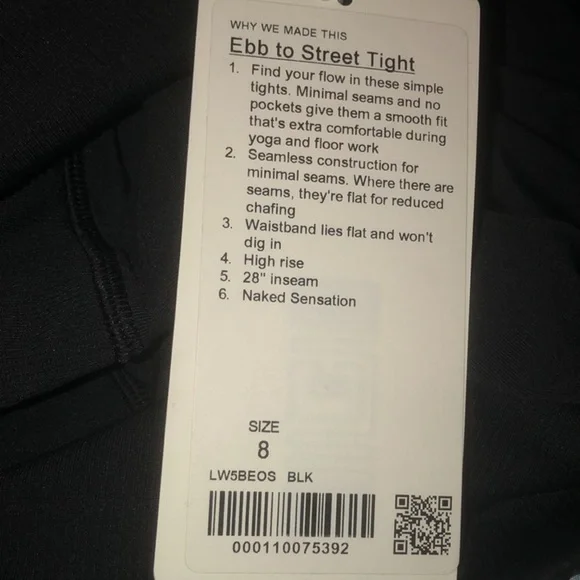 WHY WE MADE THIS
Ebb to Street Tight
1. Find your flow in these simple
tights. Minimal seams and no
pockets give them a smooth fit
that's extra comfortable during
yoga and floor work
2. Seamless construction for
minimal seams. Where there are
seams, they're flat for reduced
chafing
3. Waistband lies flat and won't
dig in
4. High rise
5. 28" inseam
6. Naked Sensation
SIZE
8
LW5BEOS BLK
000110075392